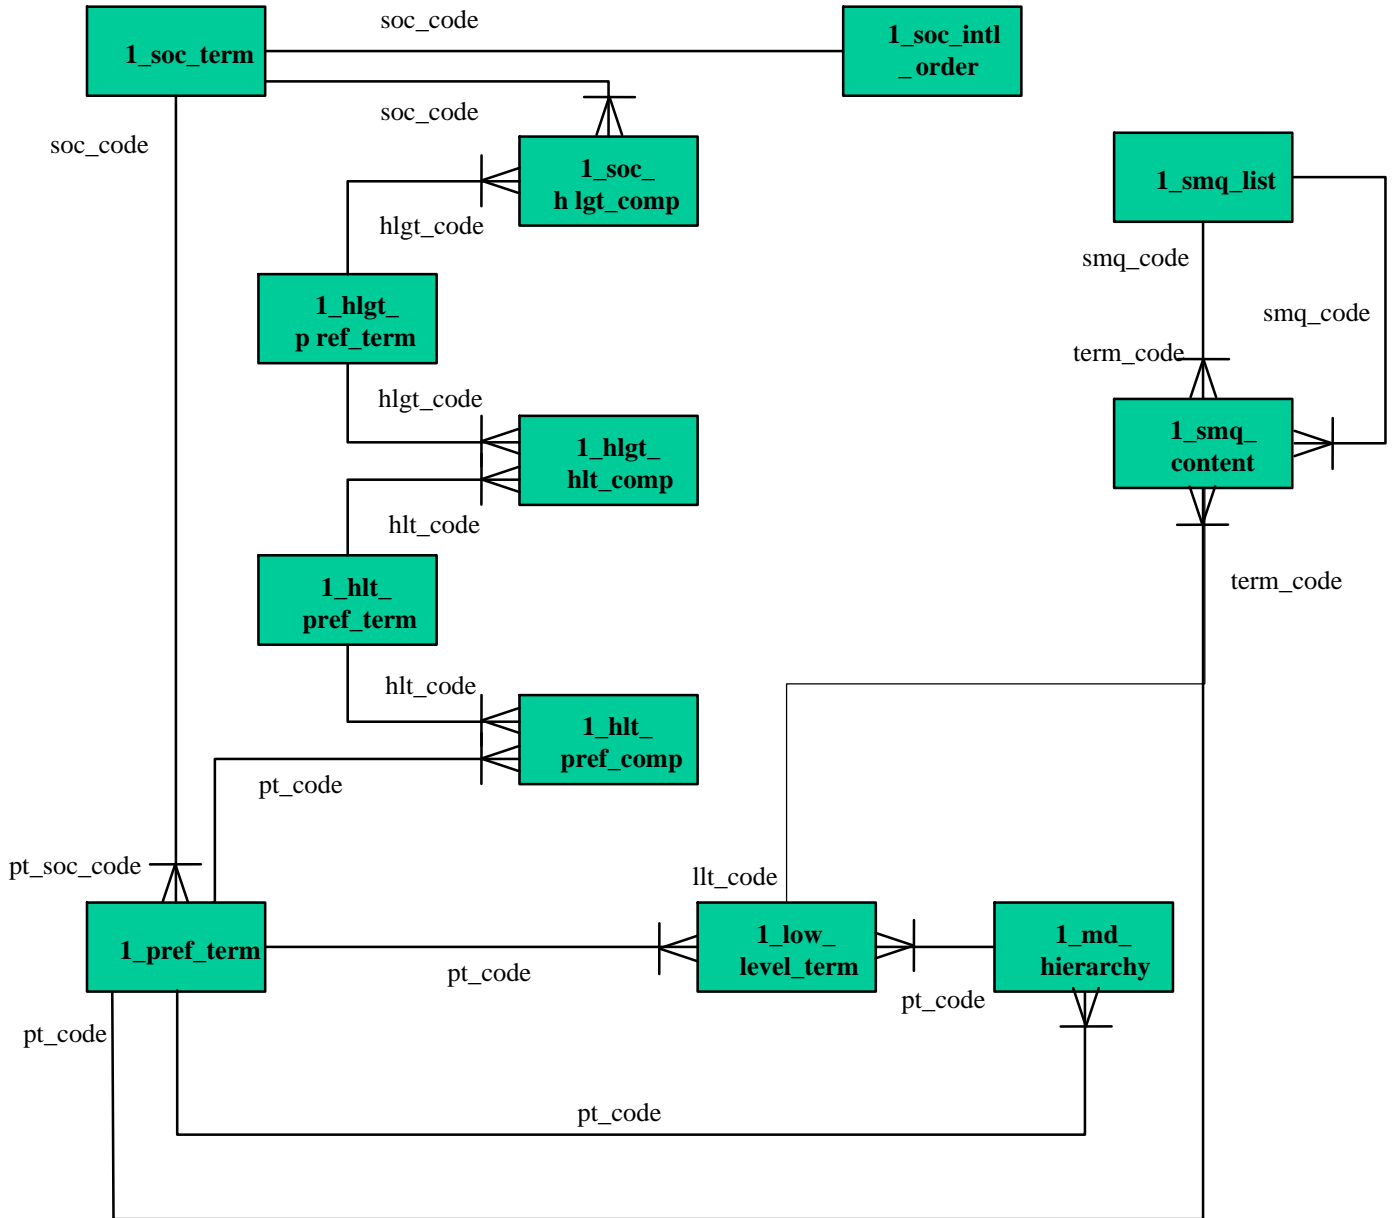 soc_code
1_soc_term
1_soc_intl
_ order
soc_code
soc_code
1_soc_
h lgt_comp
1_smq_list
hlgt_code
smq_code
smq_code
1_hlgt_
p ref_term
term_code
hlgt_code
1_hlgt_
hlt_comp
1_smq_
content
hlt_code
term_code
1_hlt_
pref_term
hlt_code
1_hlt_
pref_comp
pt_code
pt_soc_code
llt_code
1_pref_term
1_low_
level_term
1_md_
hierarchy
pt_code
pt_code
pt_code
pt_code